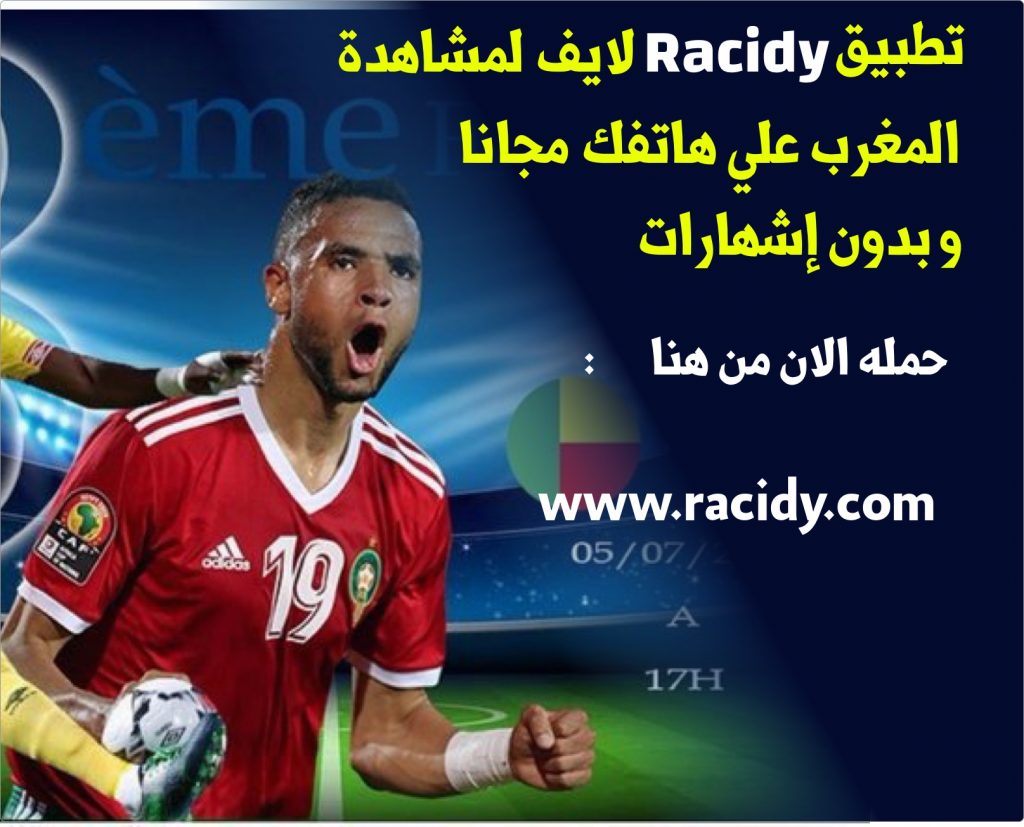 تطبيق Racidy لايف لمشاهدة
المغرب علي هاتفك مجانا
و بدون إشهارات
حمله الان من هنا :
www.racidy.com
ème
05/07/2
À
17H
CAF
adidas
19